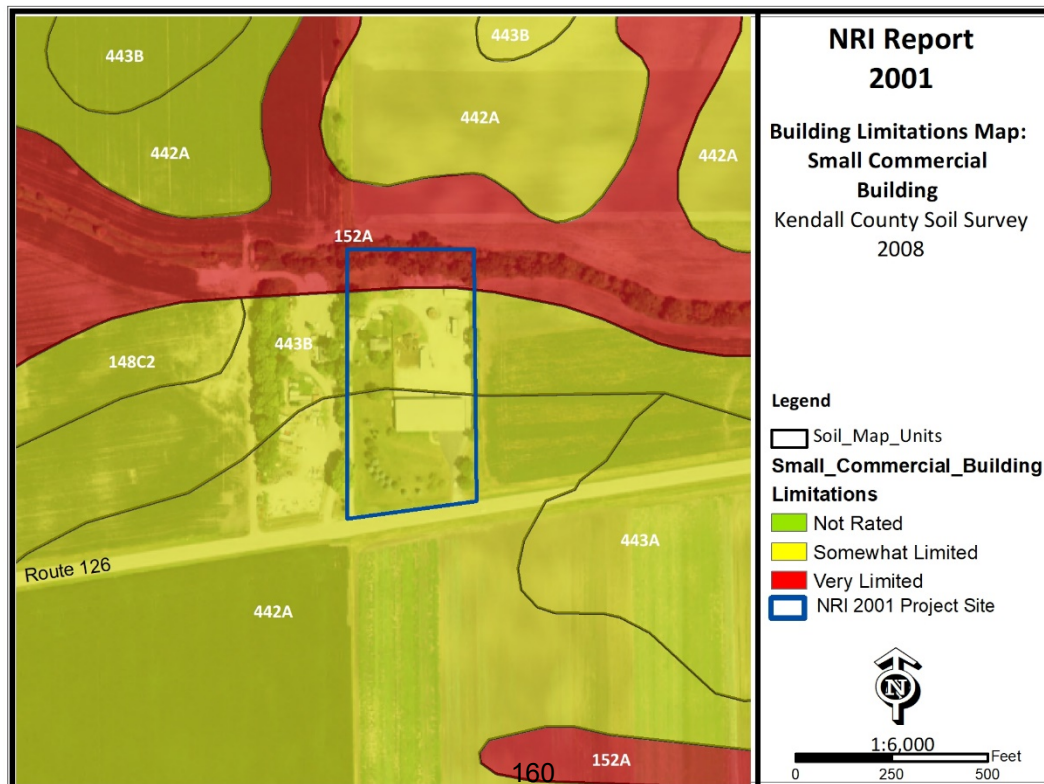 443B
443B
442A
442A
442A
152A
148C2
443B
443A
Route 126
442A
152A
160
NRI Report
2001
Building Limitations Map:
Small Commercial
Building
Kendall County Soil Survey
2008
Legend
Soil_Map_Units
Small_Commercial_Building
Limitations
Not Rated
Somewhat Limited
Very Limited
NRI 2001 Project Site
N
1:6,000
Feet
0 250 500